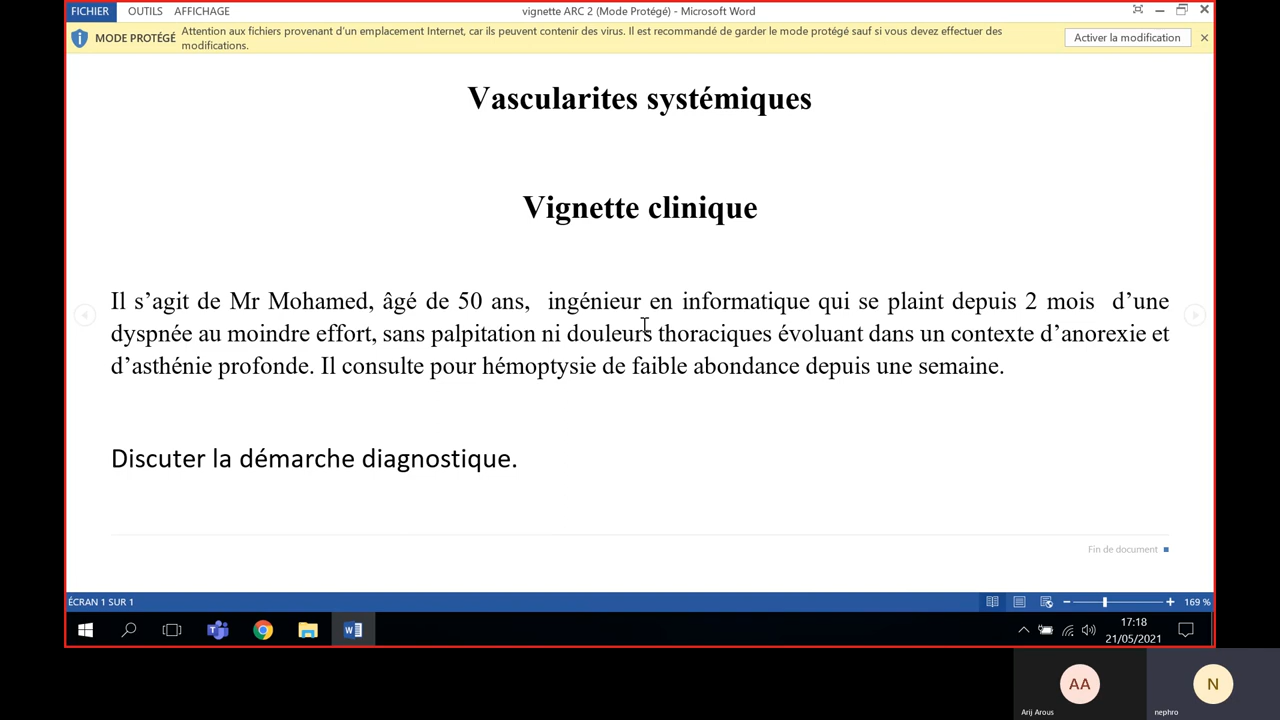 FICHIER OUTILS AFFICHAGE vignette ARC 2 (Mode Protégé) - Microsoft Word
MODE PROTÉGÉ Attention aux fichiers provenant d'un emplacement Internet, car ils peuvent contenir des virus. Il est recommandé de garder le mode protégé sauf si vous devez effectuer des
modifications.
Activer la modification
Vascularites systémiques
Vignette clinique
Il s'agit de Mr Mohamed, âgé de 50 ans, ingénieur en informatique qui se plaint depuis 2 mois d'une
dyspnée au moindre effort, sans palpitation ni douleurs thoraciques évoluant dans un contexte d'anorexie et
d'asthénie profonde. Il consulte pour hémoptysie de faible abondance depuis une semaine.
Discuter la démarche diagnostique.
Fin de document
ÉCRAN 1 SUR 1 169 %
17:18
21/05/2021
AA N
Arij Arous nephro